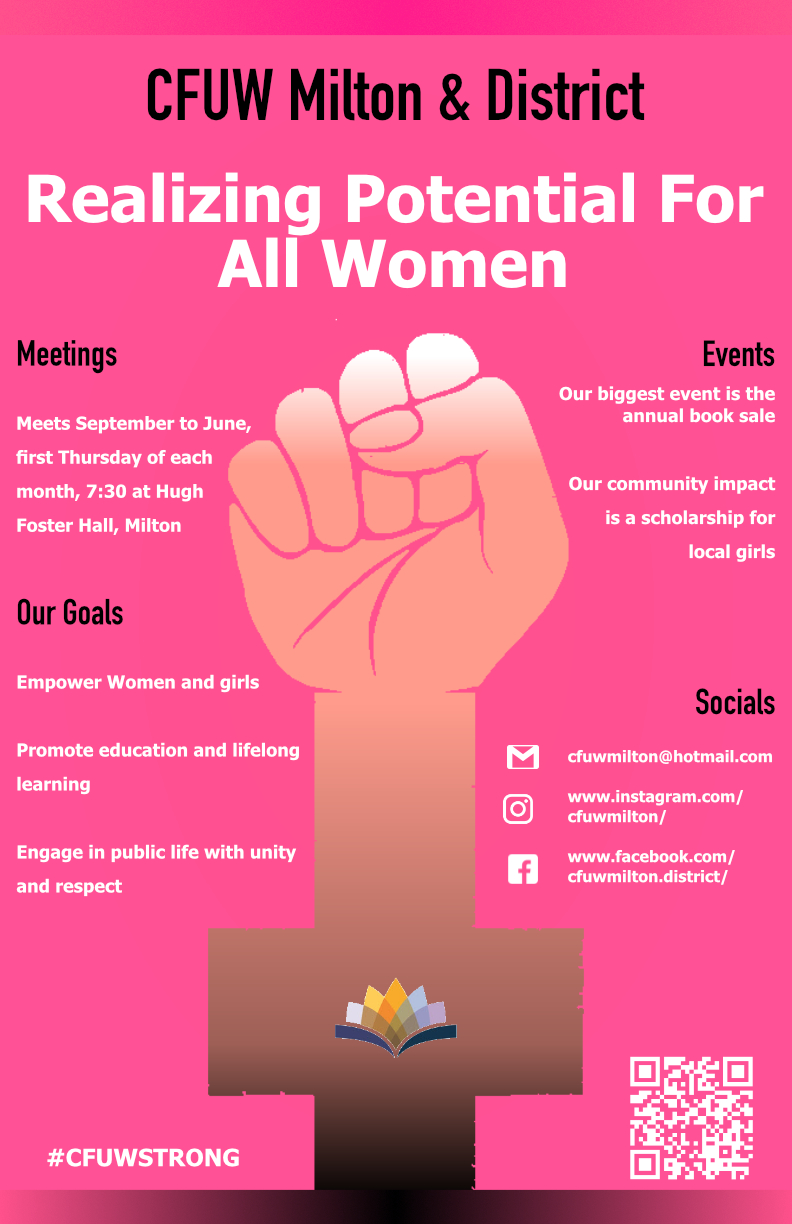 CFUW Milton & District
Realizing Potential For
All Women
Meetings
Meets September to June,
first Thursday of each
month, 7:30 at Hugh
Foster Hall, Milton
Our Goals
Empower Women and girls
Promote education and lifelong
learning
Engage in public life with unity
and respect
Events
Our biggest event is the
annual book sale
Our community impact
is a scholarship for
local girls
Socials
cfuwmilton@hotmail.com
www.instagram.com/
cfuwmilton/
www.facebook.com/
cfuwmilton.district/
#CFUWSTRONG